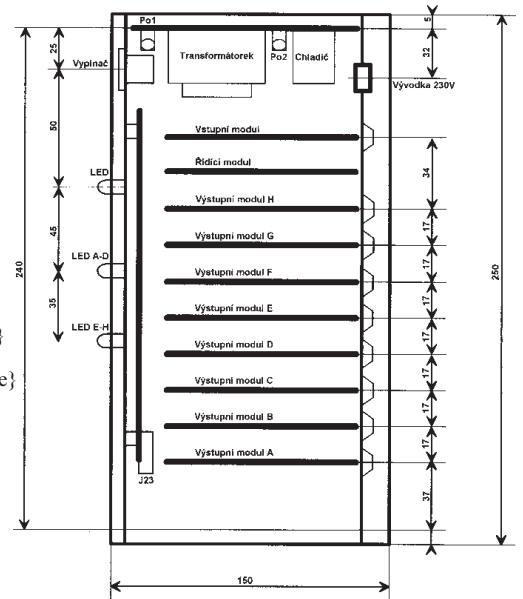 Po1
5
25
Transformátorek
Po2
Chladič
32
Vypínač
Vývodka 230V
50
Vstupní modul
LED
Řídící modul
34
Výstupní modul H
17
45
Výstupní modul G
17
LED A-D
240
250
Výstupní modul F
17
35
Výstupní modul E
17
LED E-H
Výstupní modul D
17
Výstupní modul C
17
Výstupní modul B
17
Výstupní modul A
J23
37
150